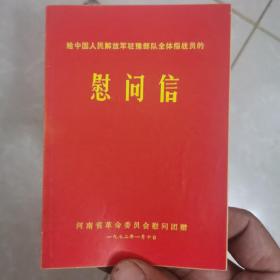 给中国人民解放军驻豫部队全体指战员的
慰问信
河南省革命委员会慰问团赠
一九七二年一月十日